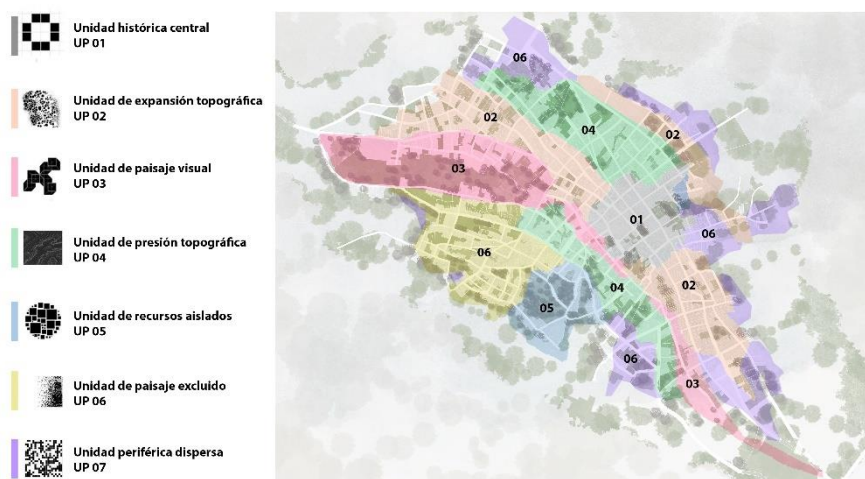 Unidad histórica central
UP 01
Unidad de expansión topográfica
UP 02
Unidad de paisaje visual
UP 03
Unidad de presión topográfica
UP 04
Unidad de recursos aislados
UP 05
Unidad de paisaje excluido
UP 06
Unidad periférica dispersa
UP 07
06
02
04
02
03
01
06
06
02
04
05
06
03